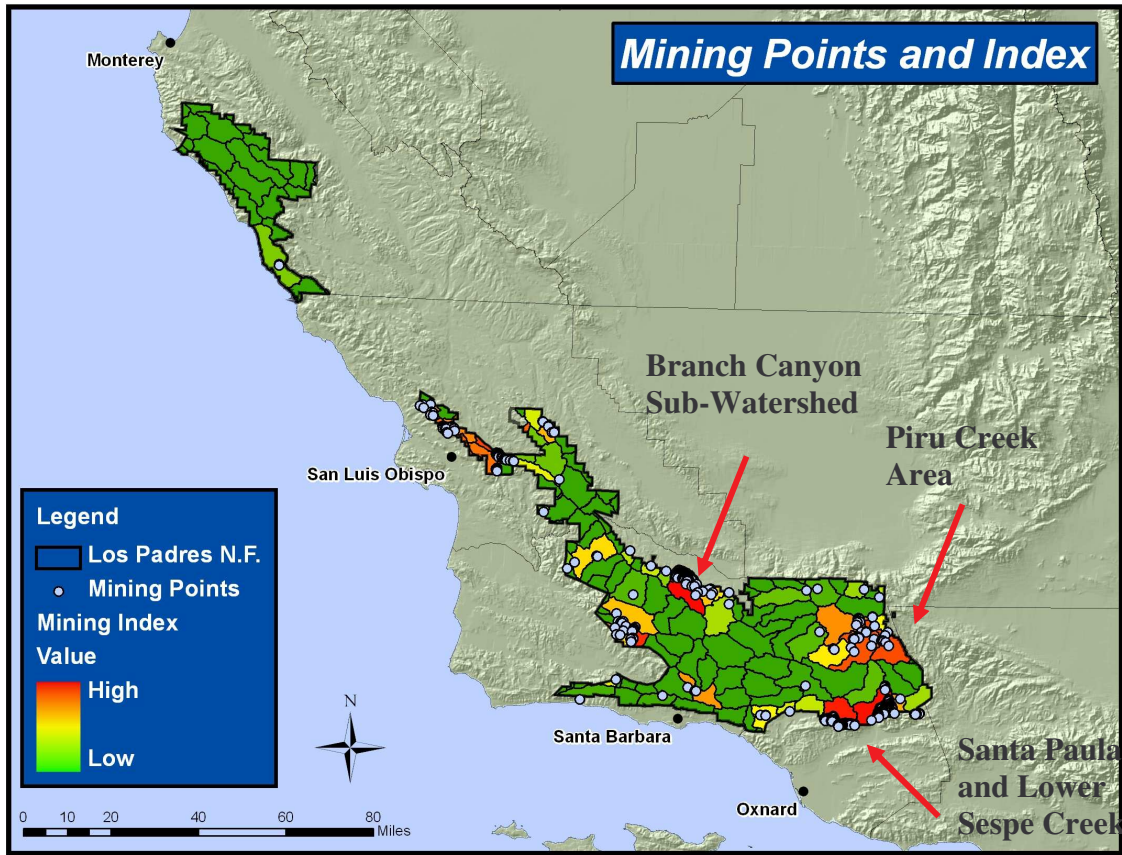 Mining Points and Index
Monterey
Branch Canyon
Sub-Watershed
Piru Creek
Area
San Luis Obispo
Legend
Los Padres N.F.
Mining Points
Mining Index
Value
High
Low
N
Santa Barbara
Oxnard
Santa Paula
and Lower
Sespe Creek
0 10 20 40 60 80
Miles